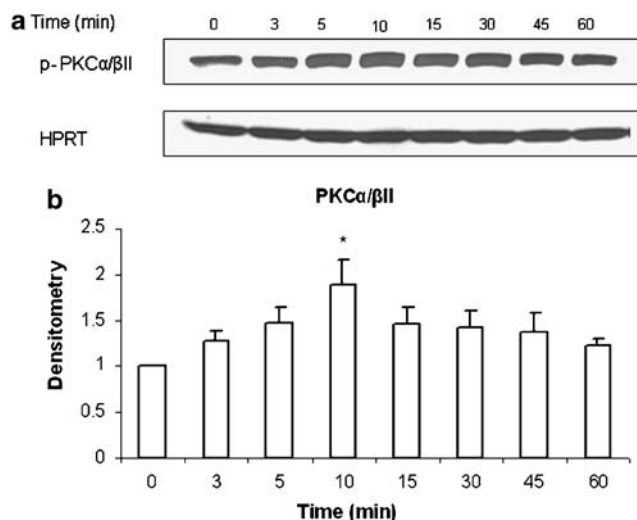 a Time (min) 0 3 5 10 15 30 45 60
p-PKCα/βII
HPRT
b
PKCα/βII
*
2.5
2
1.5
1
0.5
0
Densitometry
0 3 5 10 15 30 45 60
Time (min)